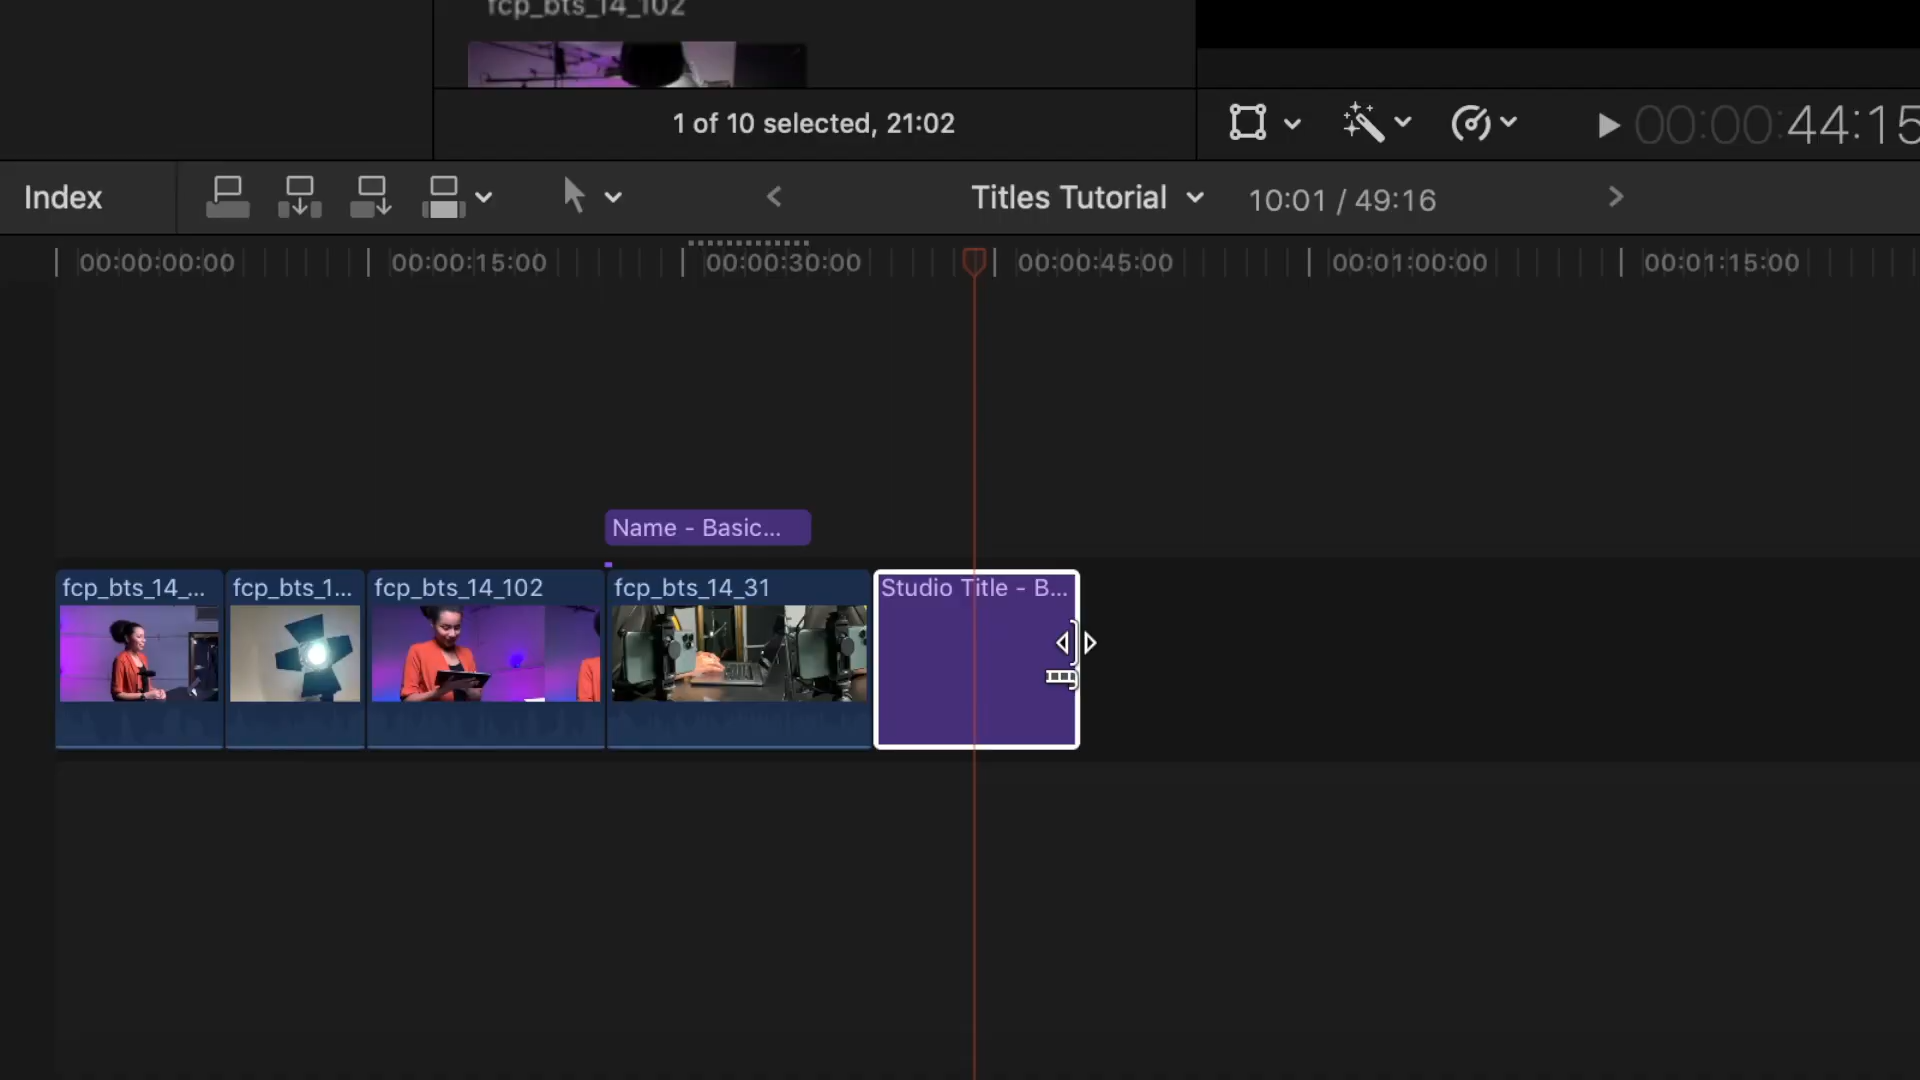 fcp_bts_14_102
1 of 10 selected, 21:02
00:00:44:15
Index
Titles Tutorial
10:01 / 49:16
00:00:00:00
00:00:15:00
00:00:30:00
00:00:45:00
00:01:00:00
00:01:15:00
Name - Basic...
fcp_bts_14_...
fcp_bts_1...
fcp_bts_14_102
fcp_bts_14_31
Studio Title - B...